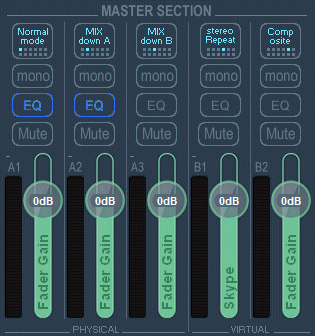 MASTER SECTION
Normal
mode
MIX
down A
MIX
down B
stereo
Repeat
Comp
osite
mono
mono
mono
mono
mono
EQ
EQ
EQ
EQ
EQ
Mute
Mute
Mute
Mute
Mute
A1
A2
A3
B1
B2
0dB
0dB
0dB
0dB
0dB
Fader Gain
Fader Gain
Fader Gain
Skype
Fader Gain
PHYSICAL
VIRTUAL